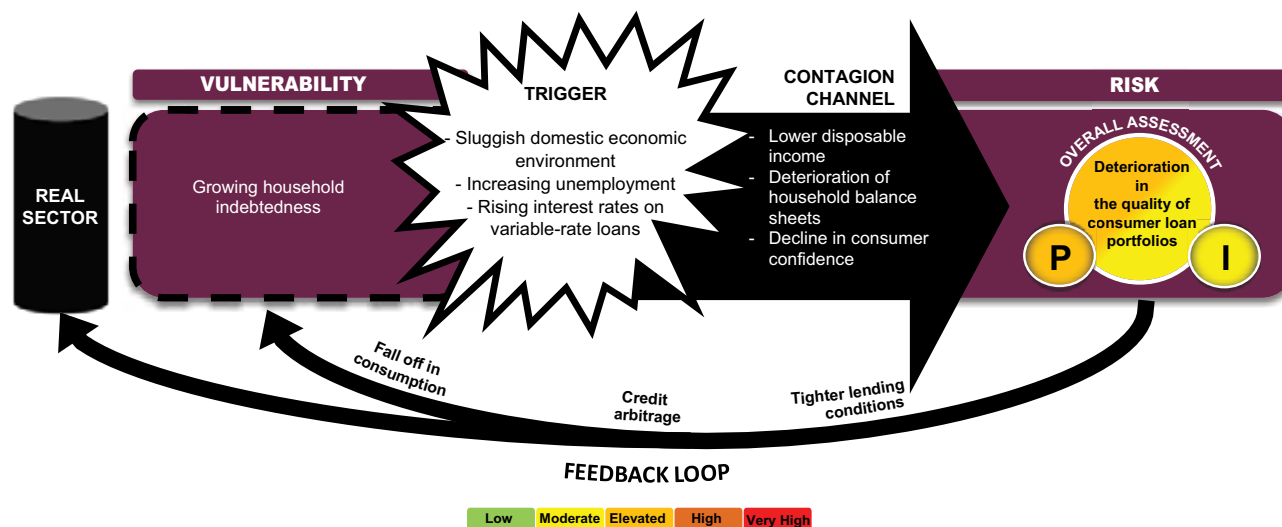 VULNERABILITY
TRIGGER
CONTAGION
CHANNEL
RISK
REAL
SECTOR
Growing household
indebtedness
- Sluggish domestic economic
environment
- Increasing unemployment
- Rising interest rates on
variable-rate loans
- Lower disposable
income
- Deterioration of
household balance
sheets
- Decline in consumer
confidence
OVERALL ASSESSMENT
Deterioration
in
the quality of
consumer loan
portfolios
P
I
Fall off in
consumption
Credit
arbitrage
Tighter lending
conditions
FEEDBACK LOOP
Low
Moderate
Elevated
High
Very High